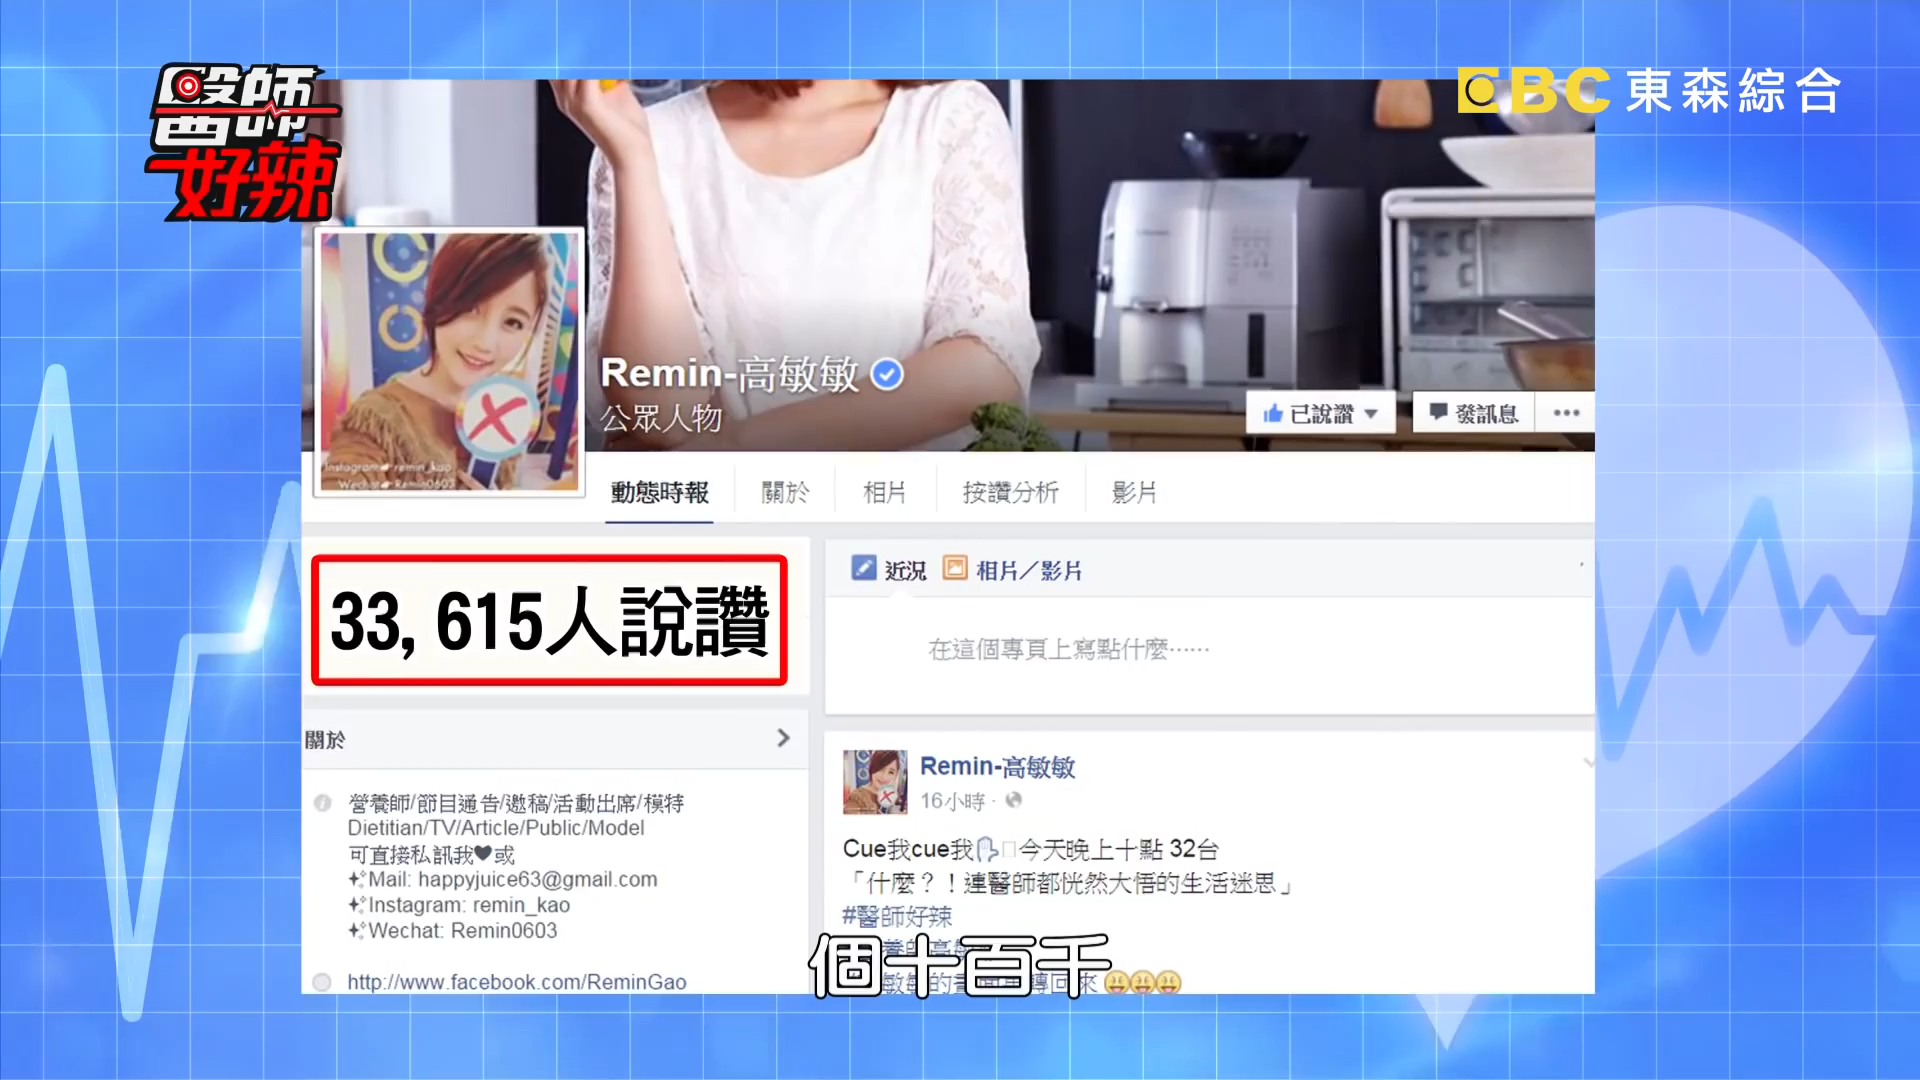 醫師
好辣
EBC 東森綜合
Remin-高敏敏
公眾人物
已說讚
發訊息
Instagram remin_kao
Wechat Remin0603
動態時報 關於 相片 按讚分析 影片
33,615人說讚
近況 相片／影片
在這個專頁上寫點什麼……
關於
營養師/節目通告/邀稿/活動出席/模特
Dietitian/TV/Article/Public/Model
可直接私訊我♥或
Mail: happyjuice63@gmail.com
Instagram: remin_kao
Wechat: Remin0603
http://www.facebook.com/ReminGao
Remin-高敏敏
16小時 ·
Cue我cue我 今天晚上十點 32台
「什麼？！連醫師都恍然大悟的生活迷思」
#醫師好辣
個十百千